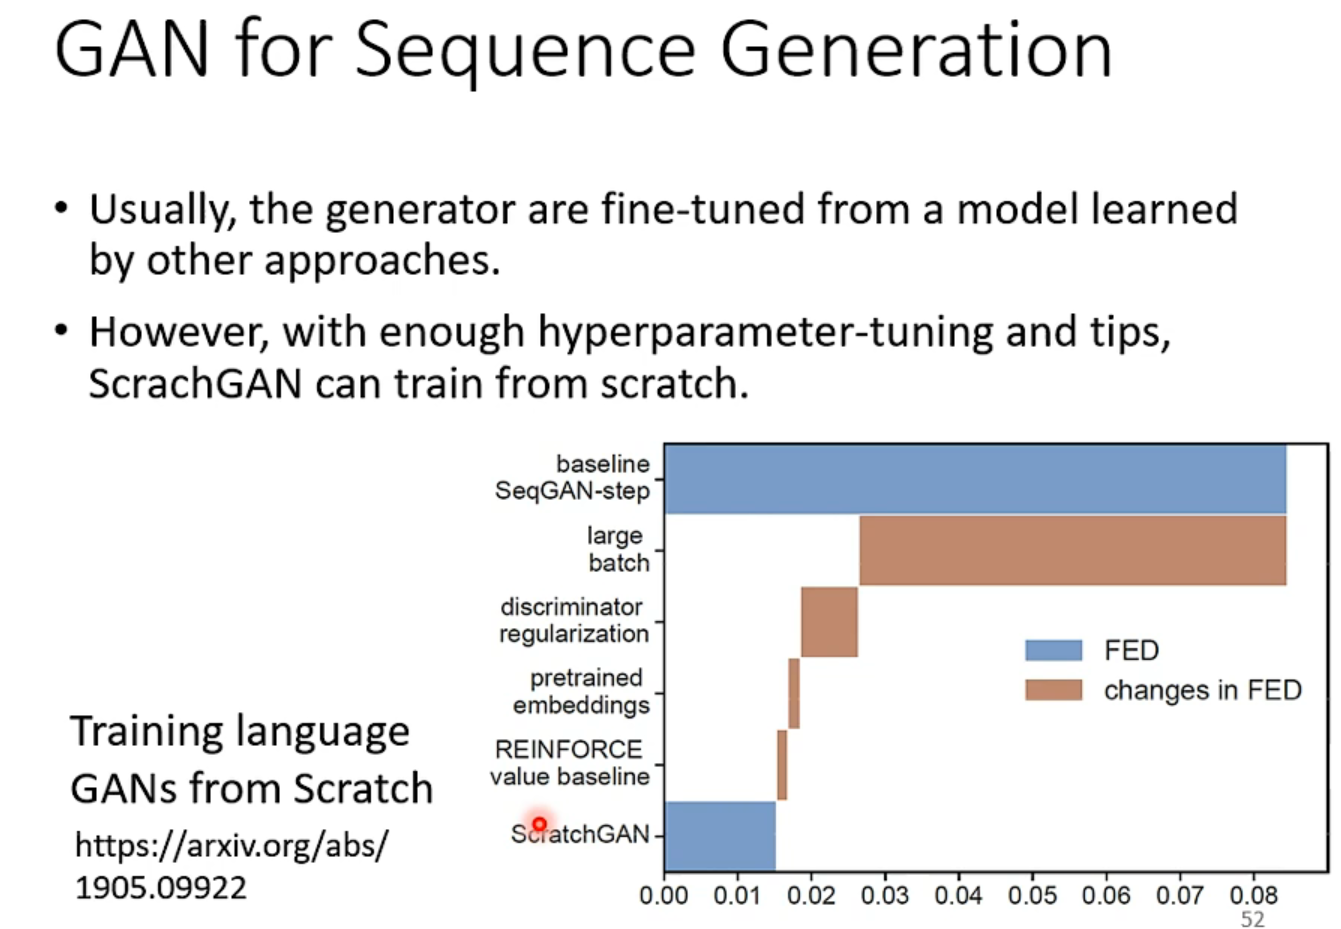 GAN for Sequence Generation
• Usually, the generator are fine-tuned from a model learned
by other approaches.
• However, with enough hyperparameter-tuning and tips,
ScrachGAN can train from scratch.
baseline
SeqGAN-step
large
batch
discriminator
regularization
pretrained
embeddings
REINFORCE
value baseline
ScratchGAN
FED
changes in FED
0.00 0.01 0.02 0.03 0.04 0.05 0.06 0.07 0.08
Training language
GANs from Scratch
https://arxiv.org/abs/
1905.09922
52